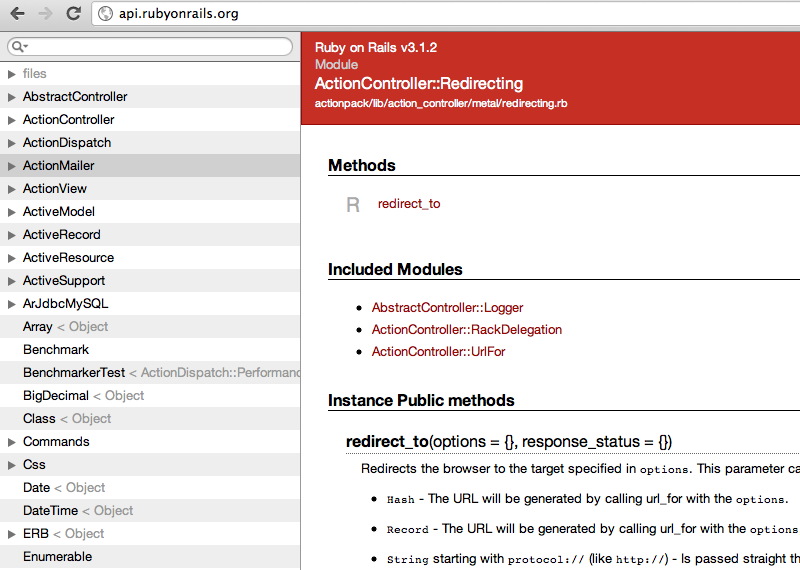 api.rubyonrails.org
files
AbstractController
ActionController
ActionDispatch
ActionMailer
ActionView
ActiveModel
ActiveRecord
ActiveResource
ActiveSupport
ArJdbcMySQL
Array < Object
Benchmark
BenchmarkerTest < ActionDispatch::Performanc
BigDecimal < Object
Class < Object
Commands
Css
Date < Object
DateTime < Object
ERB < Object
Enumerable
Ruby on Rails v3.1.2
Module
ActionController::Redirecting
actionpack/lib/action_controller/metal/redirecting.rb
Methods
R redirect_to
Included Modules
AbstractController::Logger
ActionController::RackDelegation
ActionController::UrlFor
Instance Public methods
redirect_to(options = {}, response_status = {})
Redirects the browser to the target specified in options. This parameter ca
Hash - The URL will be generated by calling url_for with the options.
Record - The URL will be generated by calling url_for with the options
String starting with protocol:// (like http://) - Is passed straight th